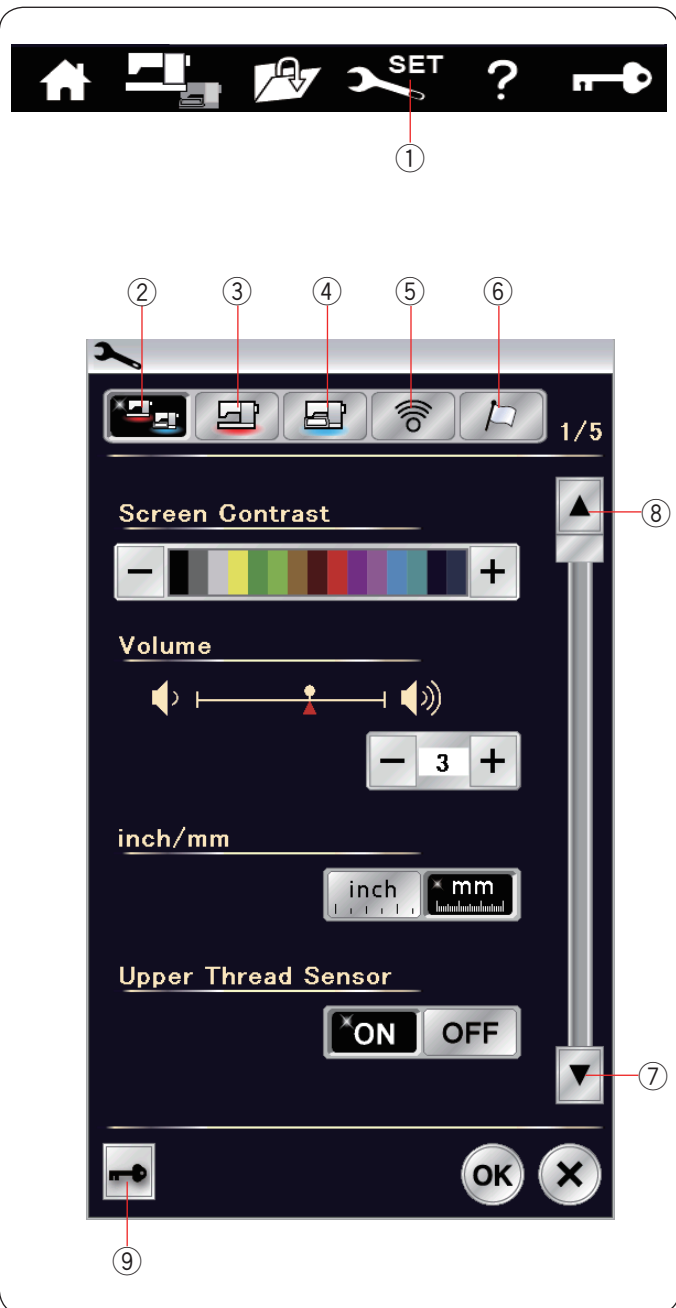 SET ?
①
② ③ ④ ⑤ ⑥
1/5
Screen Contrast
⑧
− +
Volume
− 3 +
inch/mm
inch mm
Upper Thread Sensor
ON OFF
⑦
OK ×
⑨